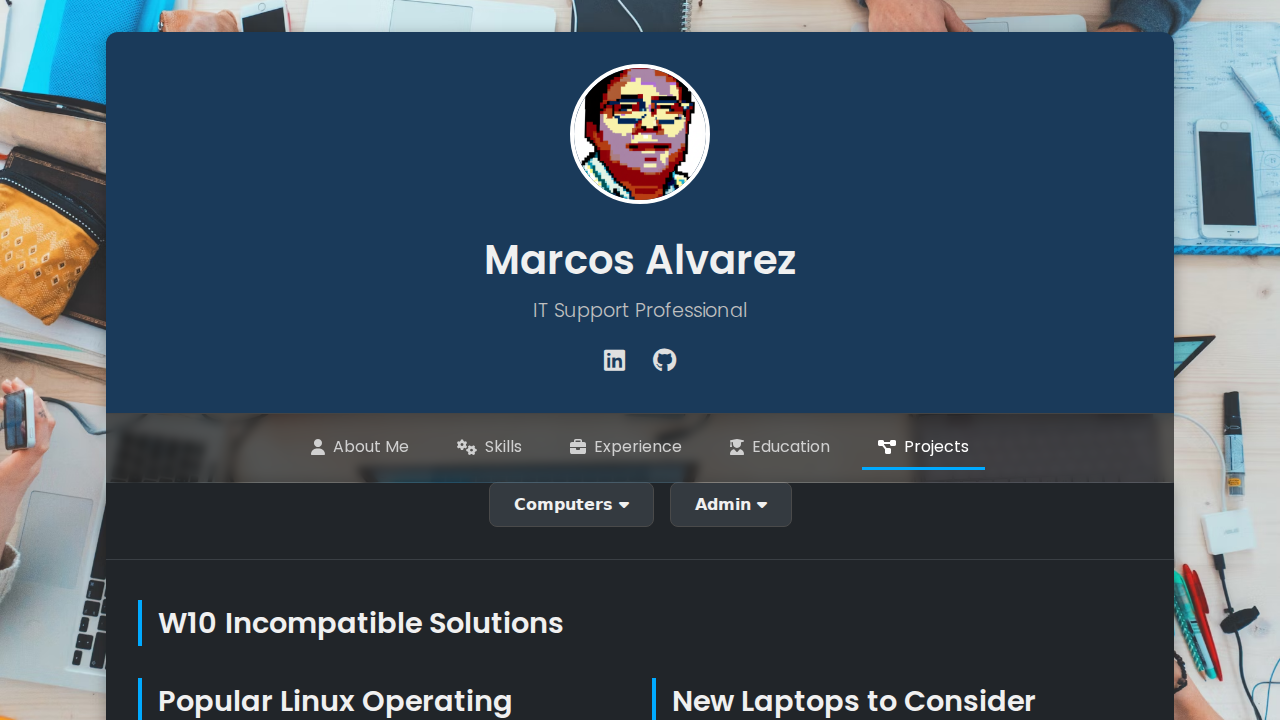 Marcos Alvarez
IT Support Professional
About Me
Skills
Experience
Education
Projects
Computers
Admin
W10 Incompatible Solutions
Popular Linux Operating
New Laptops to Consider